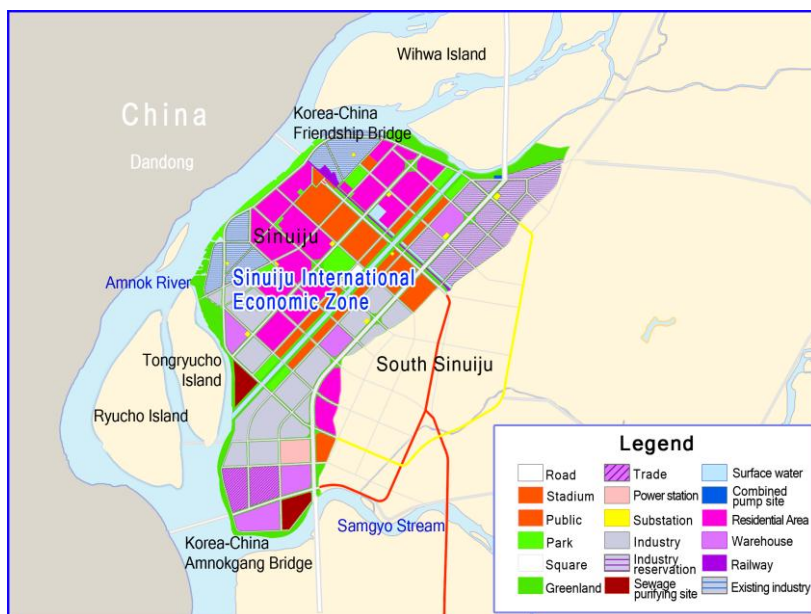 Wihwa Island
China
Korea-China
Friendship Bridge
Dandong
Sinuiju
Amnok River
Sinuiju International
Economic Zone
Tongryucho
Island
South Sinuiju
Ryucho Island
Samgyo Stream
Korea-China
Amnokgang Bridge
Legend
Road
Stadium
Public
Park
Square
Greenland
Trade
Power station
Substation
Industry
Industry
reservation
Sewage
purifying site
Surface water
Combined
pump site
Residential Area
Warehouse
Railway
Existing industry